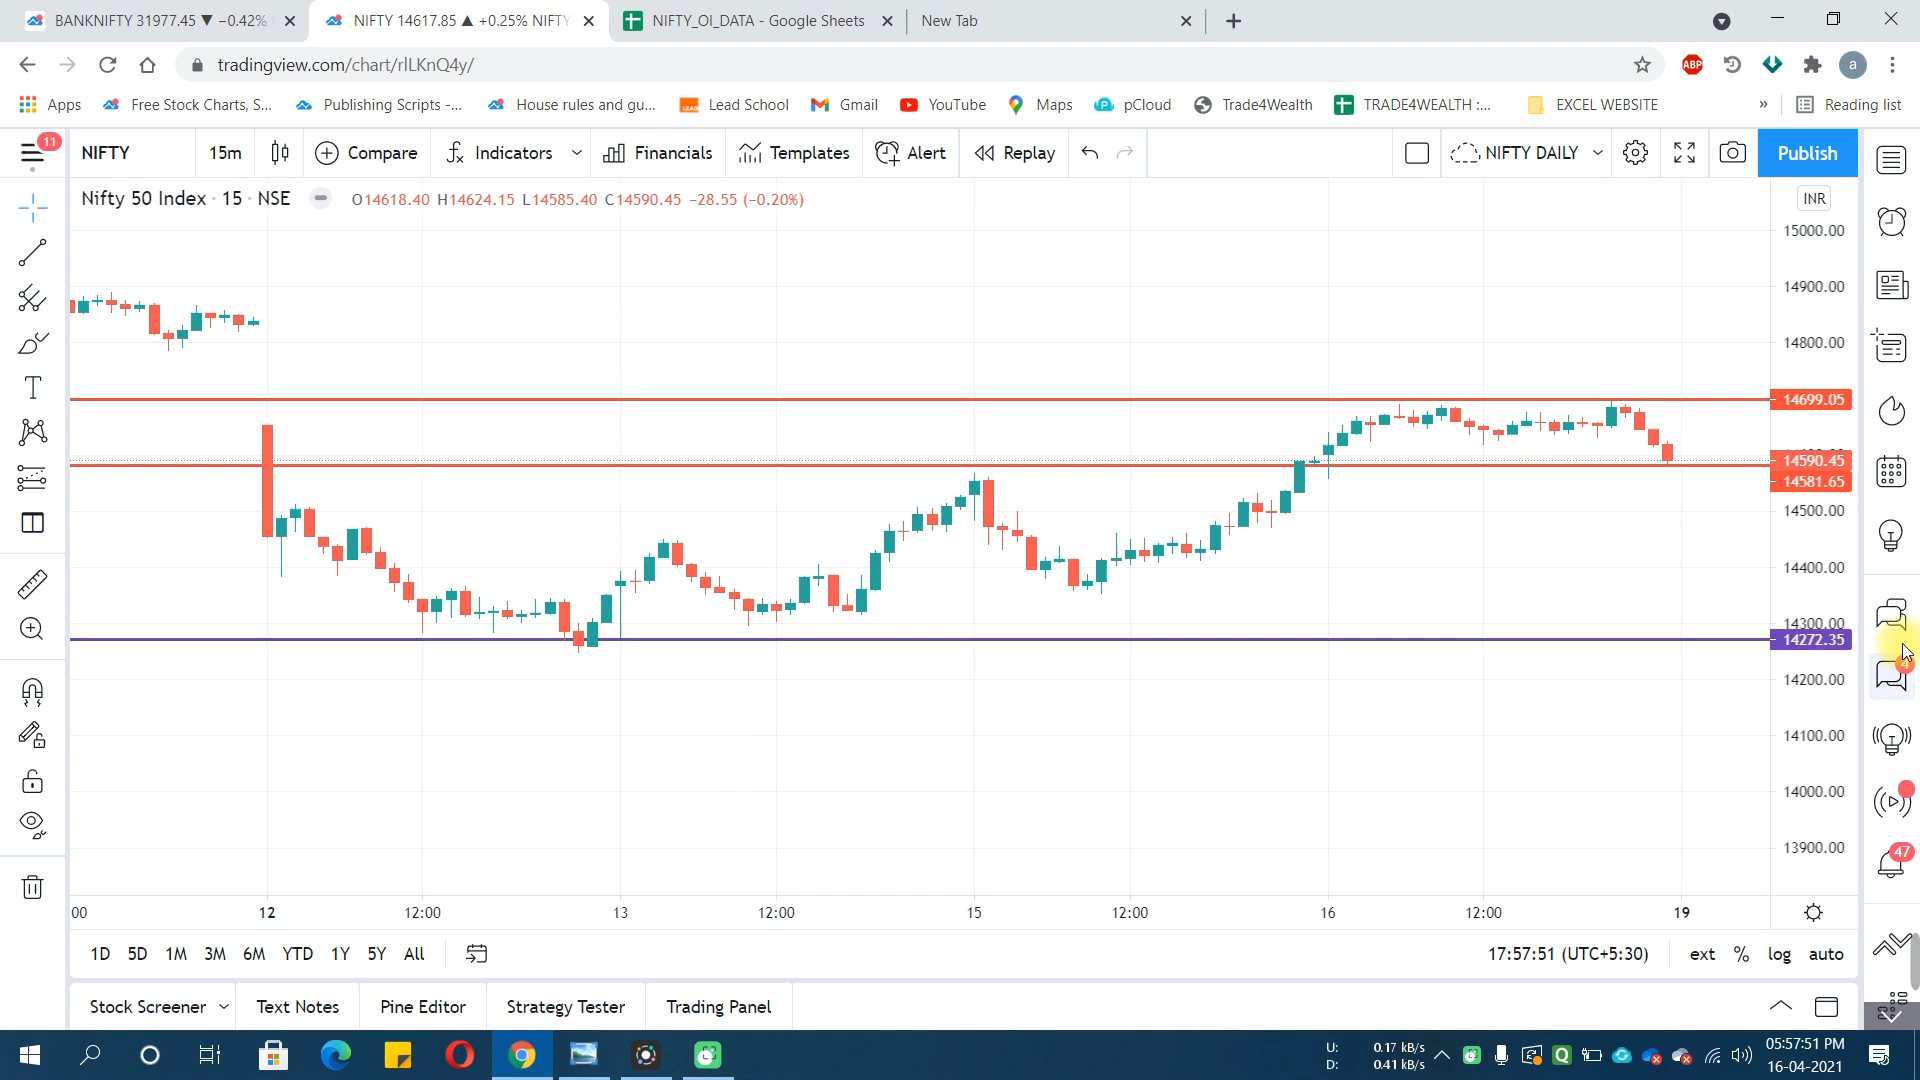 BANKNIFTY 31977.45 ▼ −0.42%
NIFTY 14617.85 ▲ +0.25% NIFTY
NIFTY_OI_DATA - Google Sheets
New Tab
tradingview.com/chart/rlLKnQ4y/
ABP
a
Apps
Free Stock Charts, S...
Publishing Scripts -...
House rules and gu...
Lead School
Gmail
YouTube
Maps
pCloud
Trade4Wealth
TRADE4WEALTH :...
EXCEL WEBSITE
»
Reading list
11
NIFTY
15m
Compare
Indicators
Financials
Templates
Alert
Replay
NIFTY DAILY
Publish
Nifty 50 Index · 15 · NSE
O14618.40 H14624.15 L14585.40 C14590.45 −28.55 (−0.20%)
INR
15000.00
14900.00
14800.00
14699.05
14590.45
14581.65
14500.00
14400.00
14300.00
14272.35
14200.00
14100.00
14000.00
13900.00
4
47
00
12
12:00
13
12:00
15
12:00
16
12:00
19
1D
5D
1M
3M
6M
YTD
1Y
5Y
All
17:57:51 (UTC+5:30)
ext
%
log
auto
Stock Screener
Text Notes
Pine Editor
Strategy Tester
Trading Panel
U: 0.17 kB/s
D: 0.41 kB/s
05:57:51 PM
16-04-2021